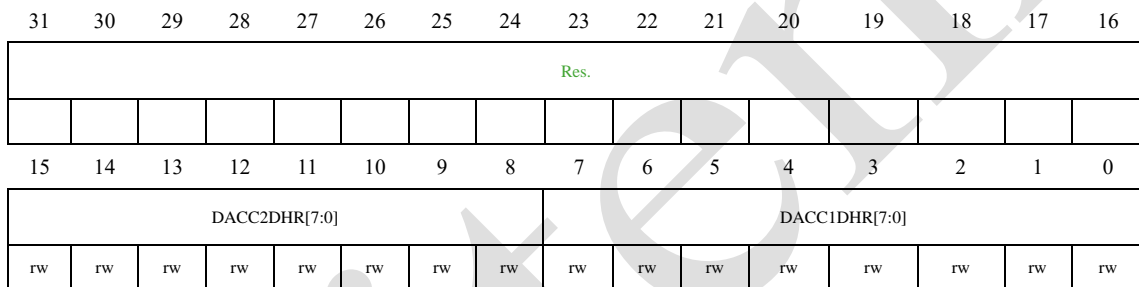 31 30 29 28 27 26 25 24 23 22 21 20 19 18 17 16
Res.
15 14 13 12 11 10 9 8 7 6 5 4 3 2 1 0
DACC2DHR[7:0] DACC1DHR[7:0]
rw rw rw rw rw rw rw rw rw rw rw rw rw rw rw rw